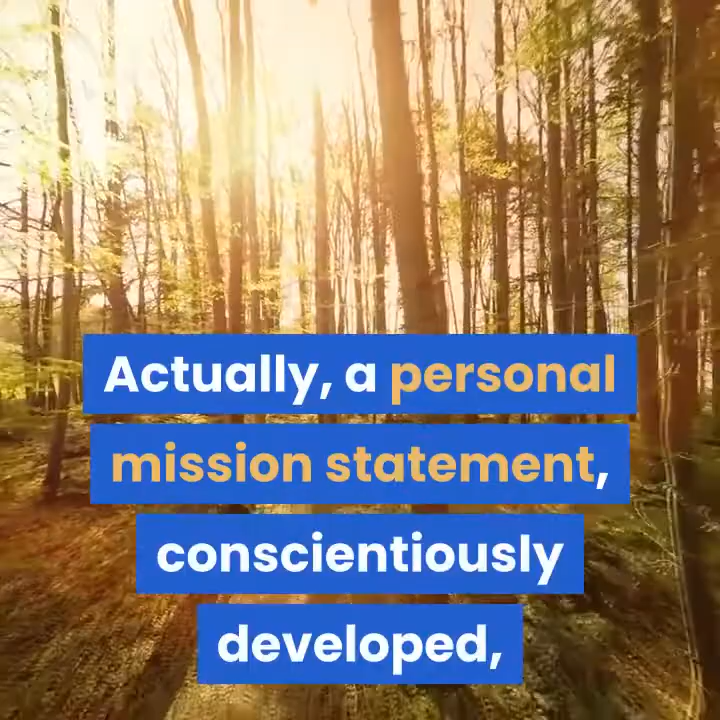 Actually, a personal
mission statement,
conscientiously
developed,